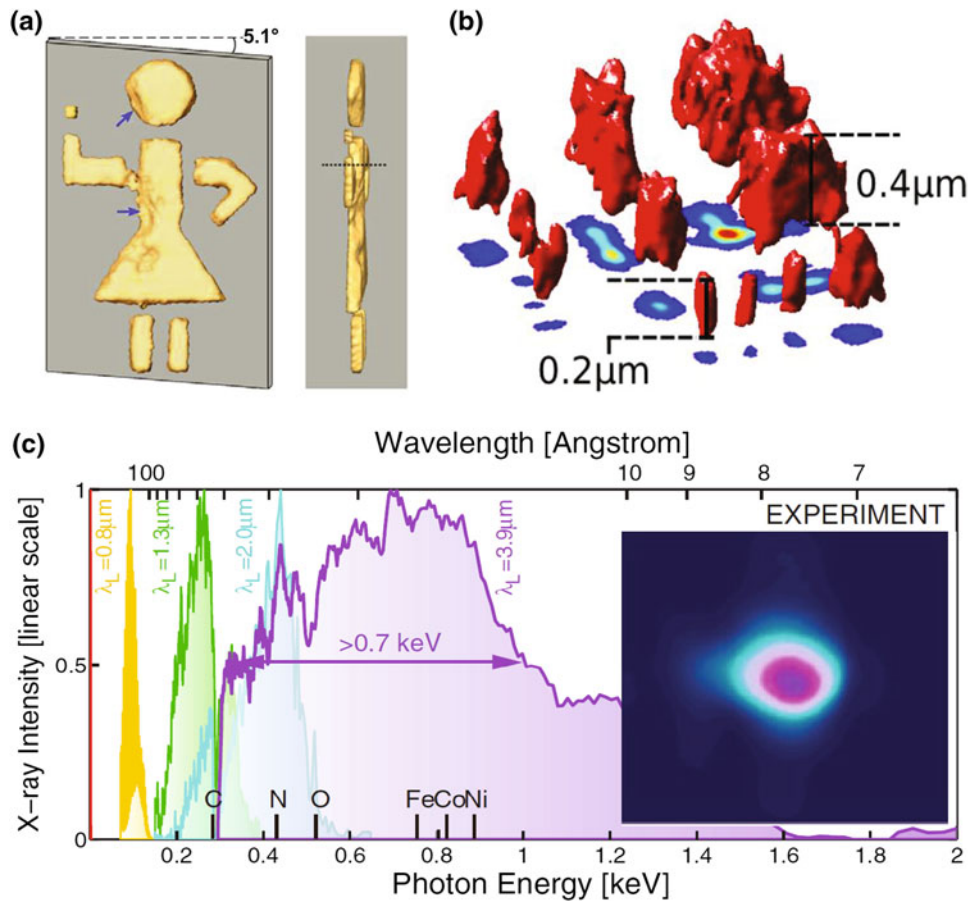 (a)
5.1°
(b)
0.4μm
0.2μm
(c)
Wavelength [Angstrom]
100 10 9 8 7
X-ray Intensity [linear scale]
1
0.5
0
λL=0.8μm
λL=1.3μm
λL=2.0μm
λL=3.9μm
>0.7 keV
EXPERIMENT
C N O Fe Co Ni
0.2 0.4 0.6 0.8 1 1.2 1.4 1.6 1.8 2
Photon Energy [keV]